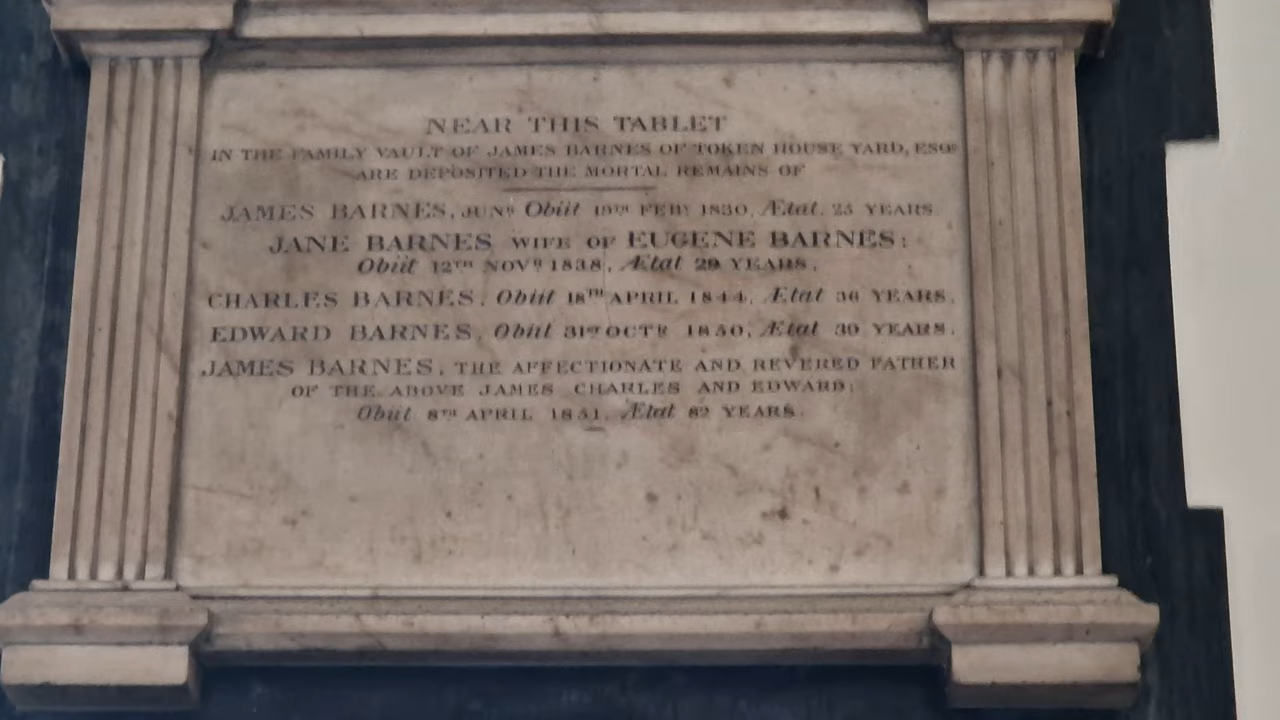 NEAR THIS TABLET
IN THE FAMILY VAULT OF JAMES BARNES OF TOKEN HOUSE YARD, ESQR
ARE DEPOSITED THE MORTAL REMAINS OF
JAMES BARNES, JUNR Obiit 19TH FEBY 1830, Ætat. 25 YEARS
JANE BARNES WIFE OF EUGENE BARNES;
Obiit 12TH NOVR 1838, Ætat 29 YEARS.
CHARLES BARNES, Obiit 18TH APRIL 1844, Ætat 36 YEARS.
EDWARD BARNES, Obiit 31ST OCTR 1850, Ætat 30 YEARS.
JAMES BARNES, THE AFFECTIONATE AND REVERED FATHER
OF THE ABOVE JAMES CHARLES AND EDWARD;
Obiit 8TH APRIL 1851, Ætat 82 YEARS.